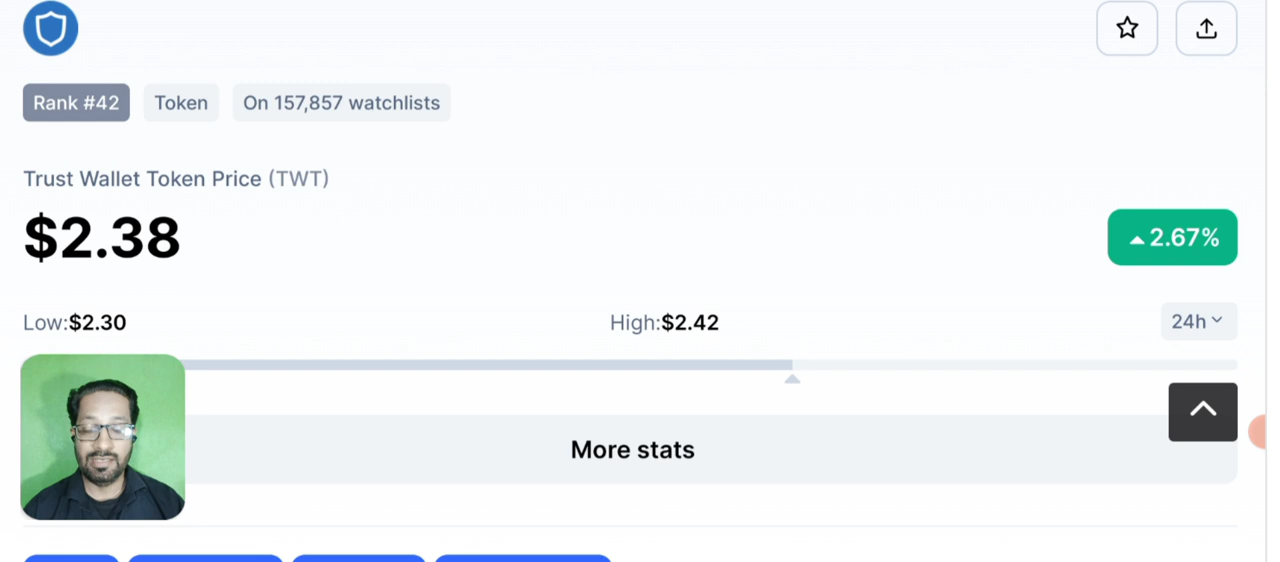 Rank #42 Token On 157,857 watchlists
Trust Wallet Token Price (TWT)
$2.38 2.67%
Low:$2.30 High:$2.42 24h
More stats